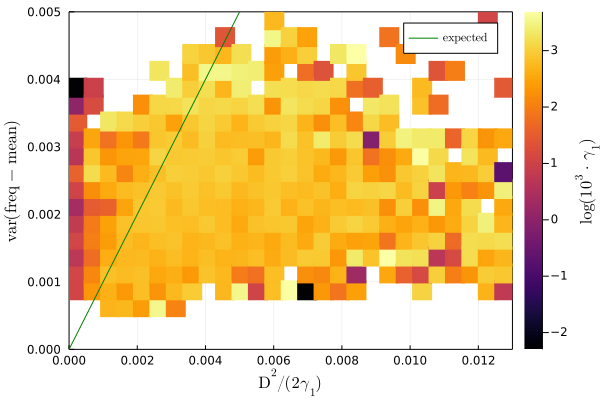 0.005
0.004
0.003
0.002
0.001
0.000
var(freq − mean)
expected
0.000 0.002 0.004 0.006 0.008 0.010 0.012
D²/(2γ₁)
3
2
1
0
−1
−2
log(10³ · γ₁)